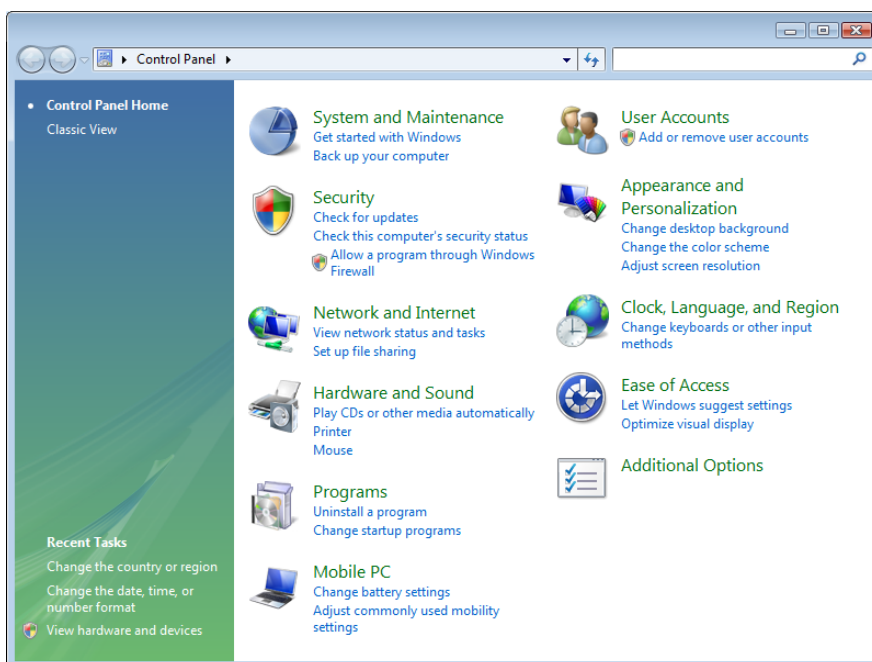 Control Panel
Control Panel Home
Classic View
System and Maintenance
Get started with Windows
Back up your computer
Security
Check for updates
Check this computer's security status
Allow a program through Windows
Firewall
Network and Internet
View network status and tasks
Set up file sharing
Hardware and Sound
Play CDs or other media automatically
Printer
Mouse
Programs
Uninstall a program
Change startup programs
Mobile PC
Change battery settings
Adjust commonly used mobility
settings
User Accounts
Add or remove user accounts
Appearance and
Personalization
Change desktop background
Change the color scheme
Adjust screen resolution
Clock, Language, and Region
Change keyboards or other input
methods
Ease of Access
Let Windows suggest settings
Optimize visual display
Additional Options
Recent Tasks
Change the country or region
Change the date, time, or
number format
View hardware and devices